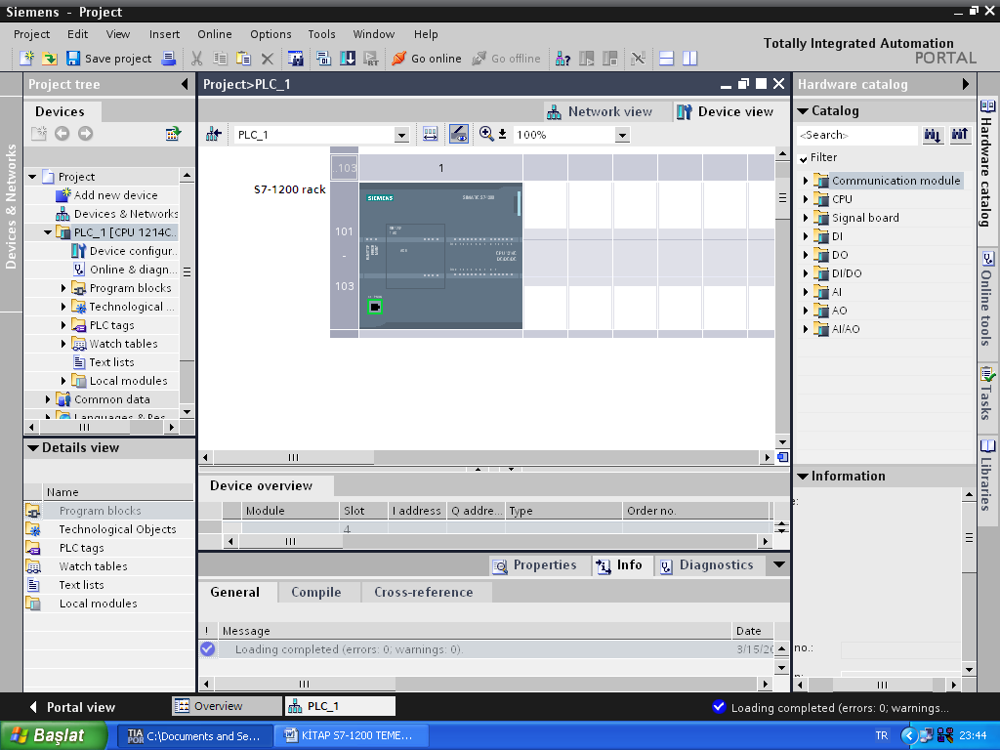 Siemens - Project
Project Edit View Insert Online Options Tools Window Help
Totally Integrated Automation
PORTAL
Save project
Go online
Go offline
Project tree
Devices
Devices & Networks
Project
Add new device
Devices & Networks
PLC_1 [CPU 1214C...
Device configur...
Online & diagn...
Program blocks
Technological ...
PLC tags
Watch tables
Text lists
Local modules
Common data
Languages & Res
Details view
Name
Program blocks
Technological Objects
PLC tags
Watch tables
Text lists
Local modules
Project>PLC_1
Network view
Device view
PLC_1
100%
..103
1
S7-1200 rack
101
-
103
SIEMENS
Device overview
Module Slot I address Q addre... Type Order no.
4
Properties
Info
Diagnostics
General
Compile
Cross-reference
! Message Date
Loading completed (errors: 0; warnings: 0). 3/15/20
Hardware catalog
Catalog
<Search>
Filter
Communication module
CPU
Signal board
DI
DO
DI/DO
AI
AO
AI/AO
Information
no.:
Hardware catalog
Online tools
Tasks
Libraries
Portal view
Overview
PLC_1
Loading completed (errors: 0; warnings...
Başlat
TIA
POR
C:\Documents and Se...
KİTAP S7-1200 TEME...
TR
23:44